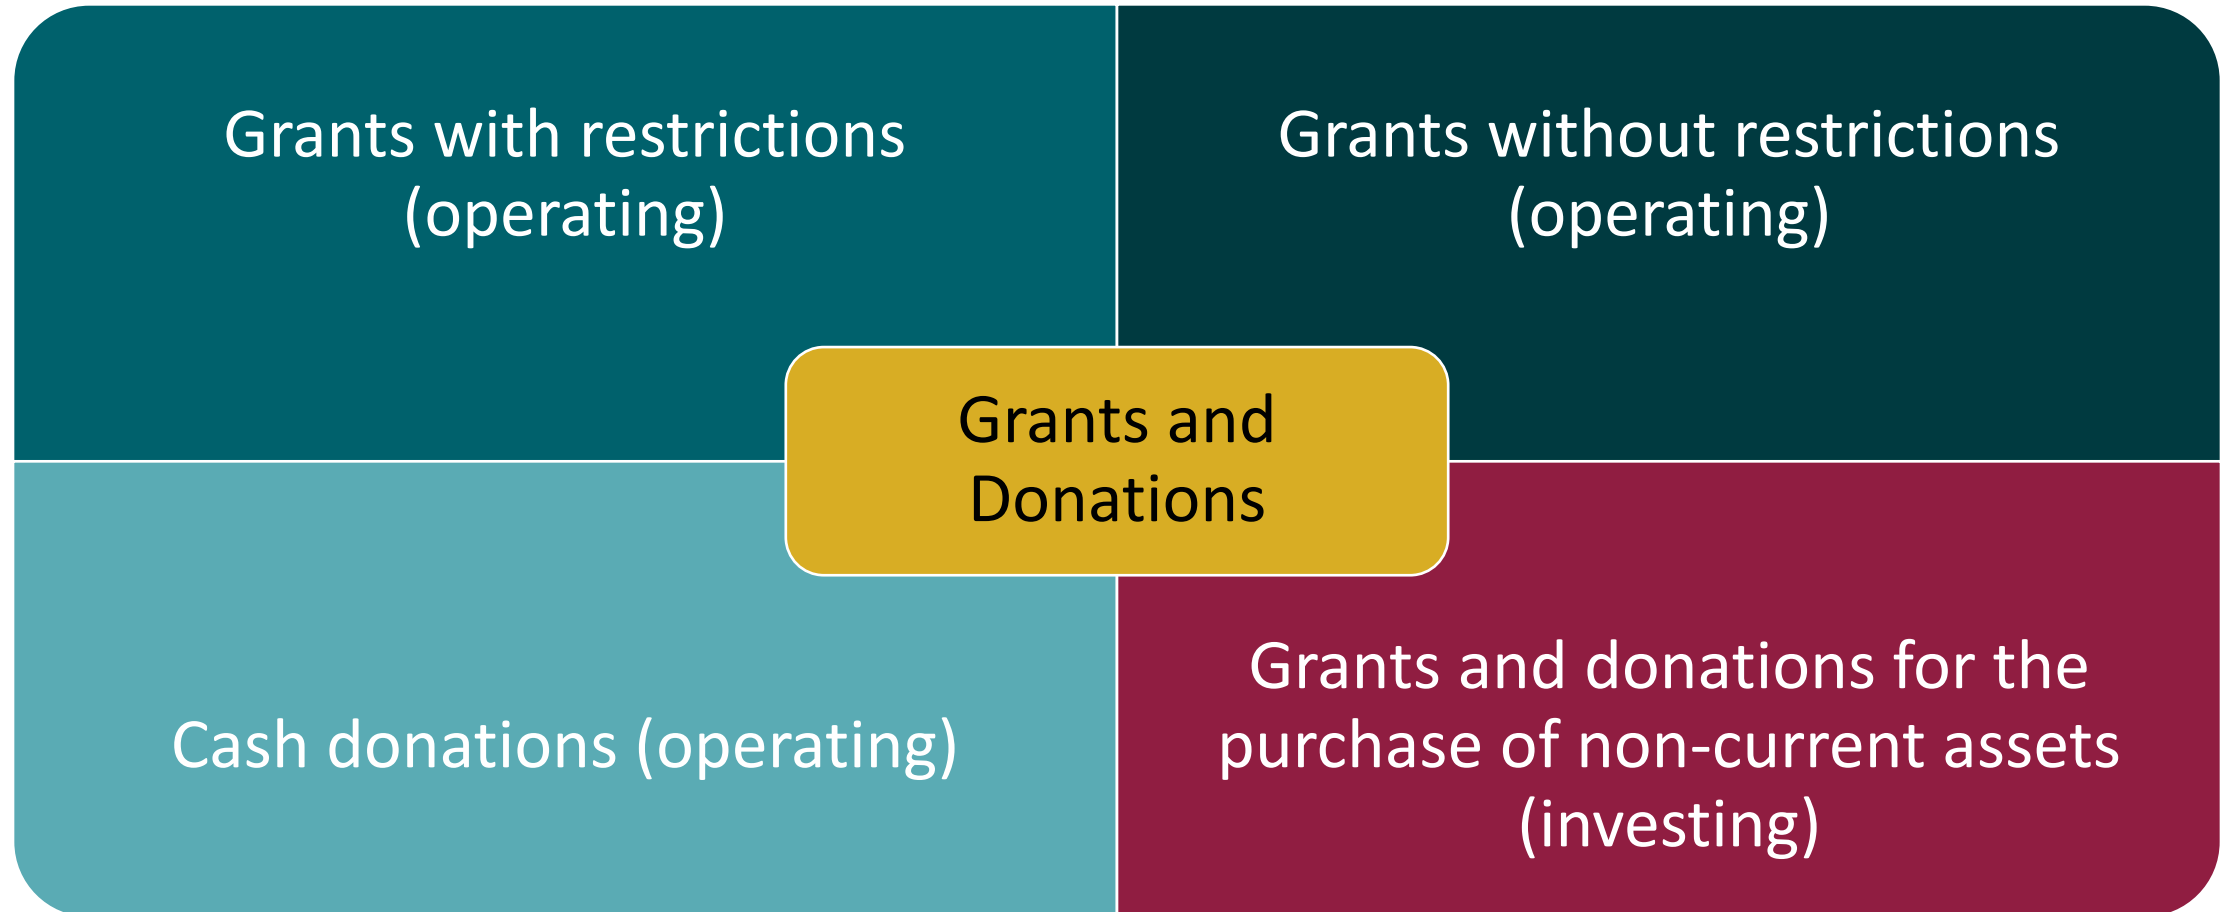 Grants with restrictions
(operating)
Grants without restrictions
(operating)
Grants and
Donations
Cash donations (operating)
Grants and donations for the
purchase of non-current assets
(investing)